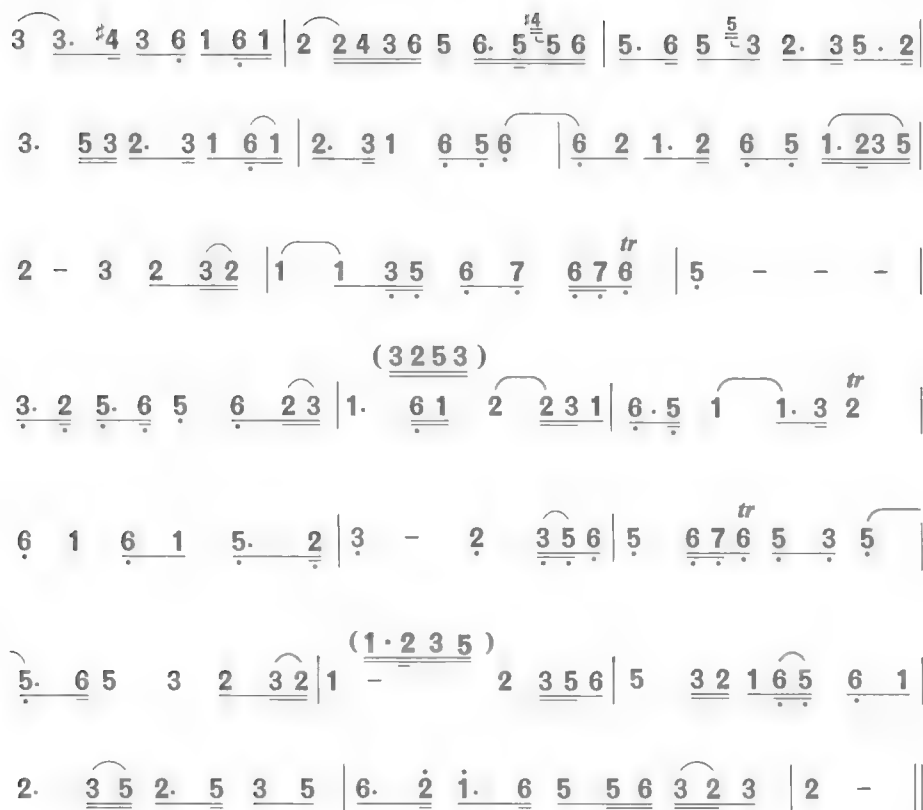 3 3. #4 3 6 1 6 1 | 2 2 4 3 6 5 6. 5 #4 5 6 | 5. 6 5 5 3 2. 3 5 . 2 |
3. 5 3 2. 3 1 6 1 | 2. 3 1 6 5 6 | 6 2 1. 2 6 5 1. 2 3 5 |
2 - 3 2 3 2 | 1 1 3 5 6 7 6 7 6 tr | 5 - - - |
(3 2 5 3)
3. 2 5. 6 5 6 2 3 | 1. 6 1 2 2 3 1 | 6 . 5 1 1. 3 2 tr |
6 1 6 1 5. 2 | 3 - 2 3 5 6 | 5 6 7 6 tr 5 3 5 |
(1 · 2 3 5)
5. 6 5 3 2 3 2 | 1 - 2 3 5 6 | 5 3 2 1 6 5 6 1 |
2. 3 5 2. 5 3 5 | 6. 2 1. 6 5 5 6 3 2 3 | 2 - ||